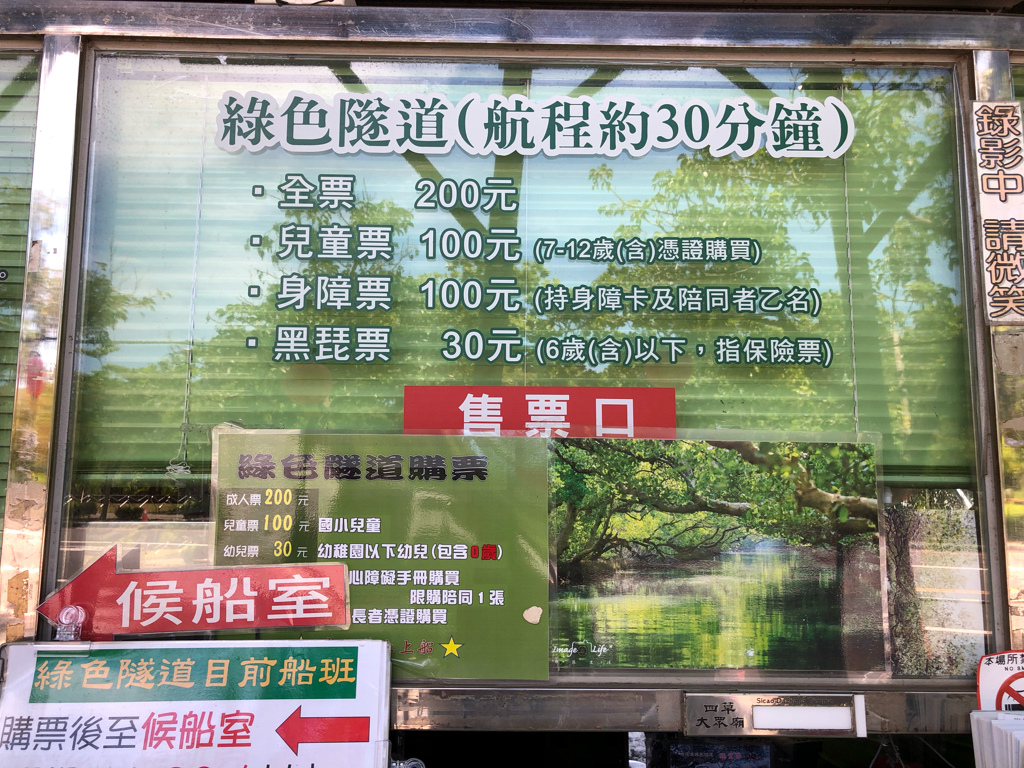 綠色隧道(航程約30分鐘)
·全票 200元
·兒童票 100元 (7-12歲(含)憑證購買)
·身障票 100元 (持身障卡及陪同者乙名)
·黑琵票 30元 (6歲(含)以下，指保險票)
售票口
錄影中 請微笑
綠色隧道購票
成人票 200 元
兒童票 100 元 國小兒童
幼兒票 30 元 幼稚園以下幼兒(包含0歲)
心障礙手冊購買
限購陪同1張
長者憑證購買
上船
候船室
Image Life
綠色隧道目前船班
購票後至候船室
四草
大眾廟
本場所禁